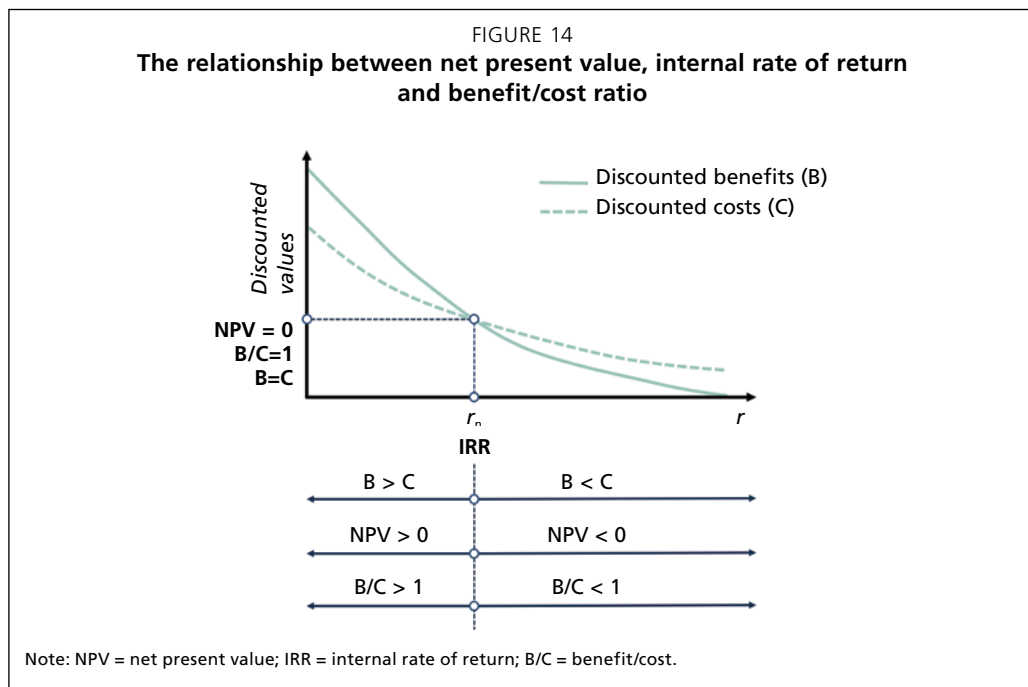 FIGURE 14
The relationship between net present value, internal rate of return
and benefit/cost ratio
Discounted
values
Discounted benefits (B)
Discounted costs (C)
NPV = 0
B/C=1
B=C
r
IRR
B > C
B < C
NPV > 0
NPV < 0
B/C > 1
B/C < 1
Note: NPV = net present value; IRR = internal rate of return; B/C = benefit/cost.